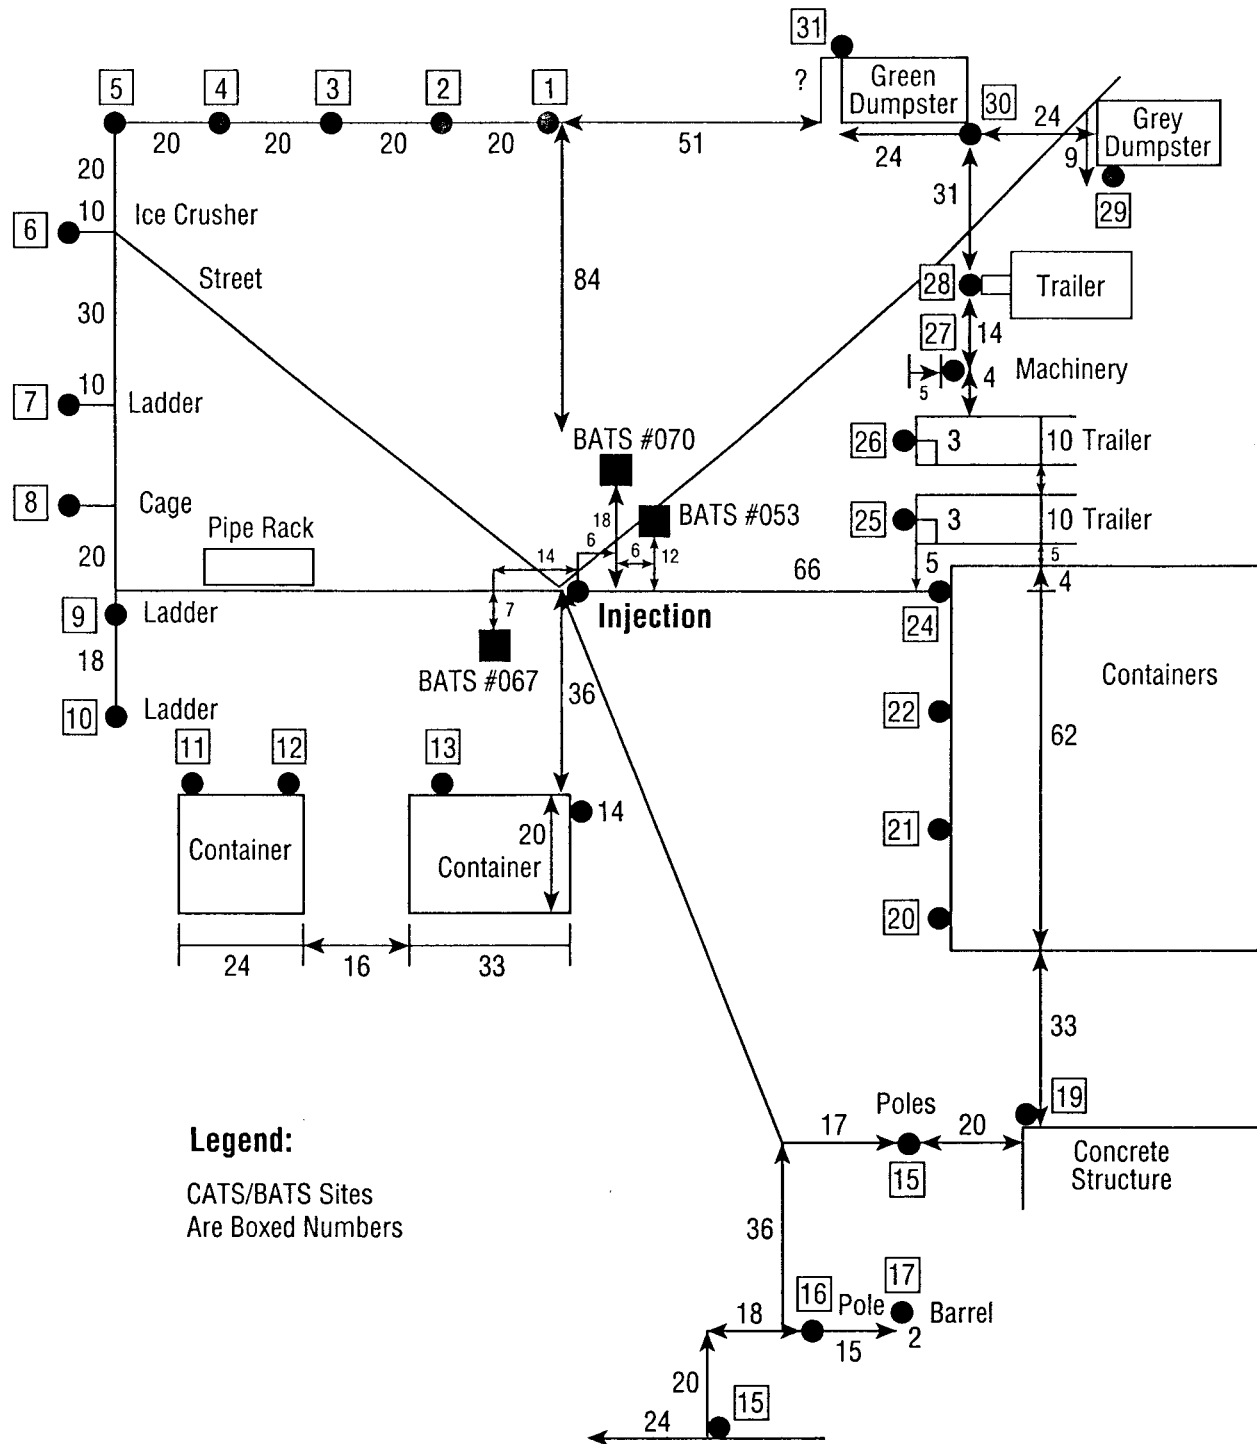 31
5
4
3
2
1
?
Green
Dumpster
30
24
Grey
Dumpster
20
20
20
20
51
24
9
29
20
10
Ice Crusher
6
31
Street
84
28
Trailer
30
27
14
10
5
4
Machinery
7
Ladder
BATS #070
26
3
10 Trailer
8
Cage
18
BATS #053
25
3
10 Trailer
Pipe Rack
20
14
6
6
12
66
5
5
4
9
Ladder
7
Injection
24
18
BATS #067
36
Containers
10
Ladder
22
62
11
12
13
14
20
21
Container
Container
20
24
16
33
33
19
Poles
17
20
Legend:
Concrete
Structure
15
CATS/BATS Sites
Are Boxed Numbers
36
17
16
Pole
Barrel
18
15
2
20
15
24